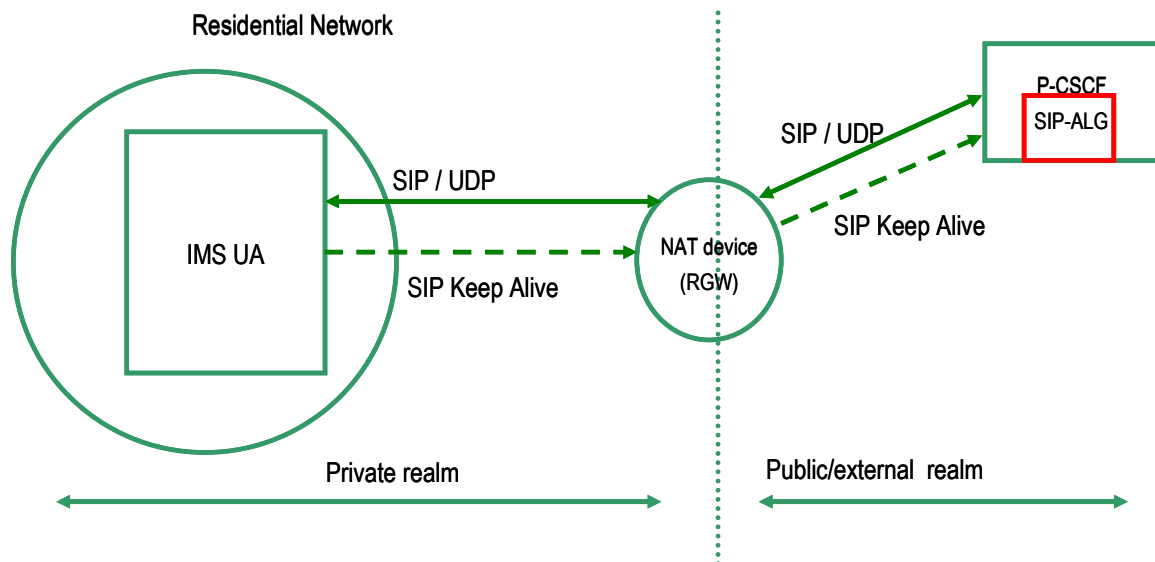 Residential Network
P-CSCF
SIP-ALG
SIP / UDP
SIP / UDP
SIP Keep Alive
IMS UA
NAT device
(RGW)
SIP Keep Alive
Private realm
Public/external realm